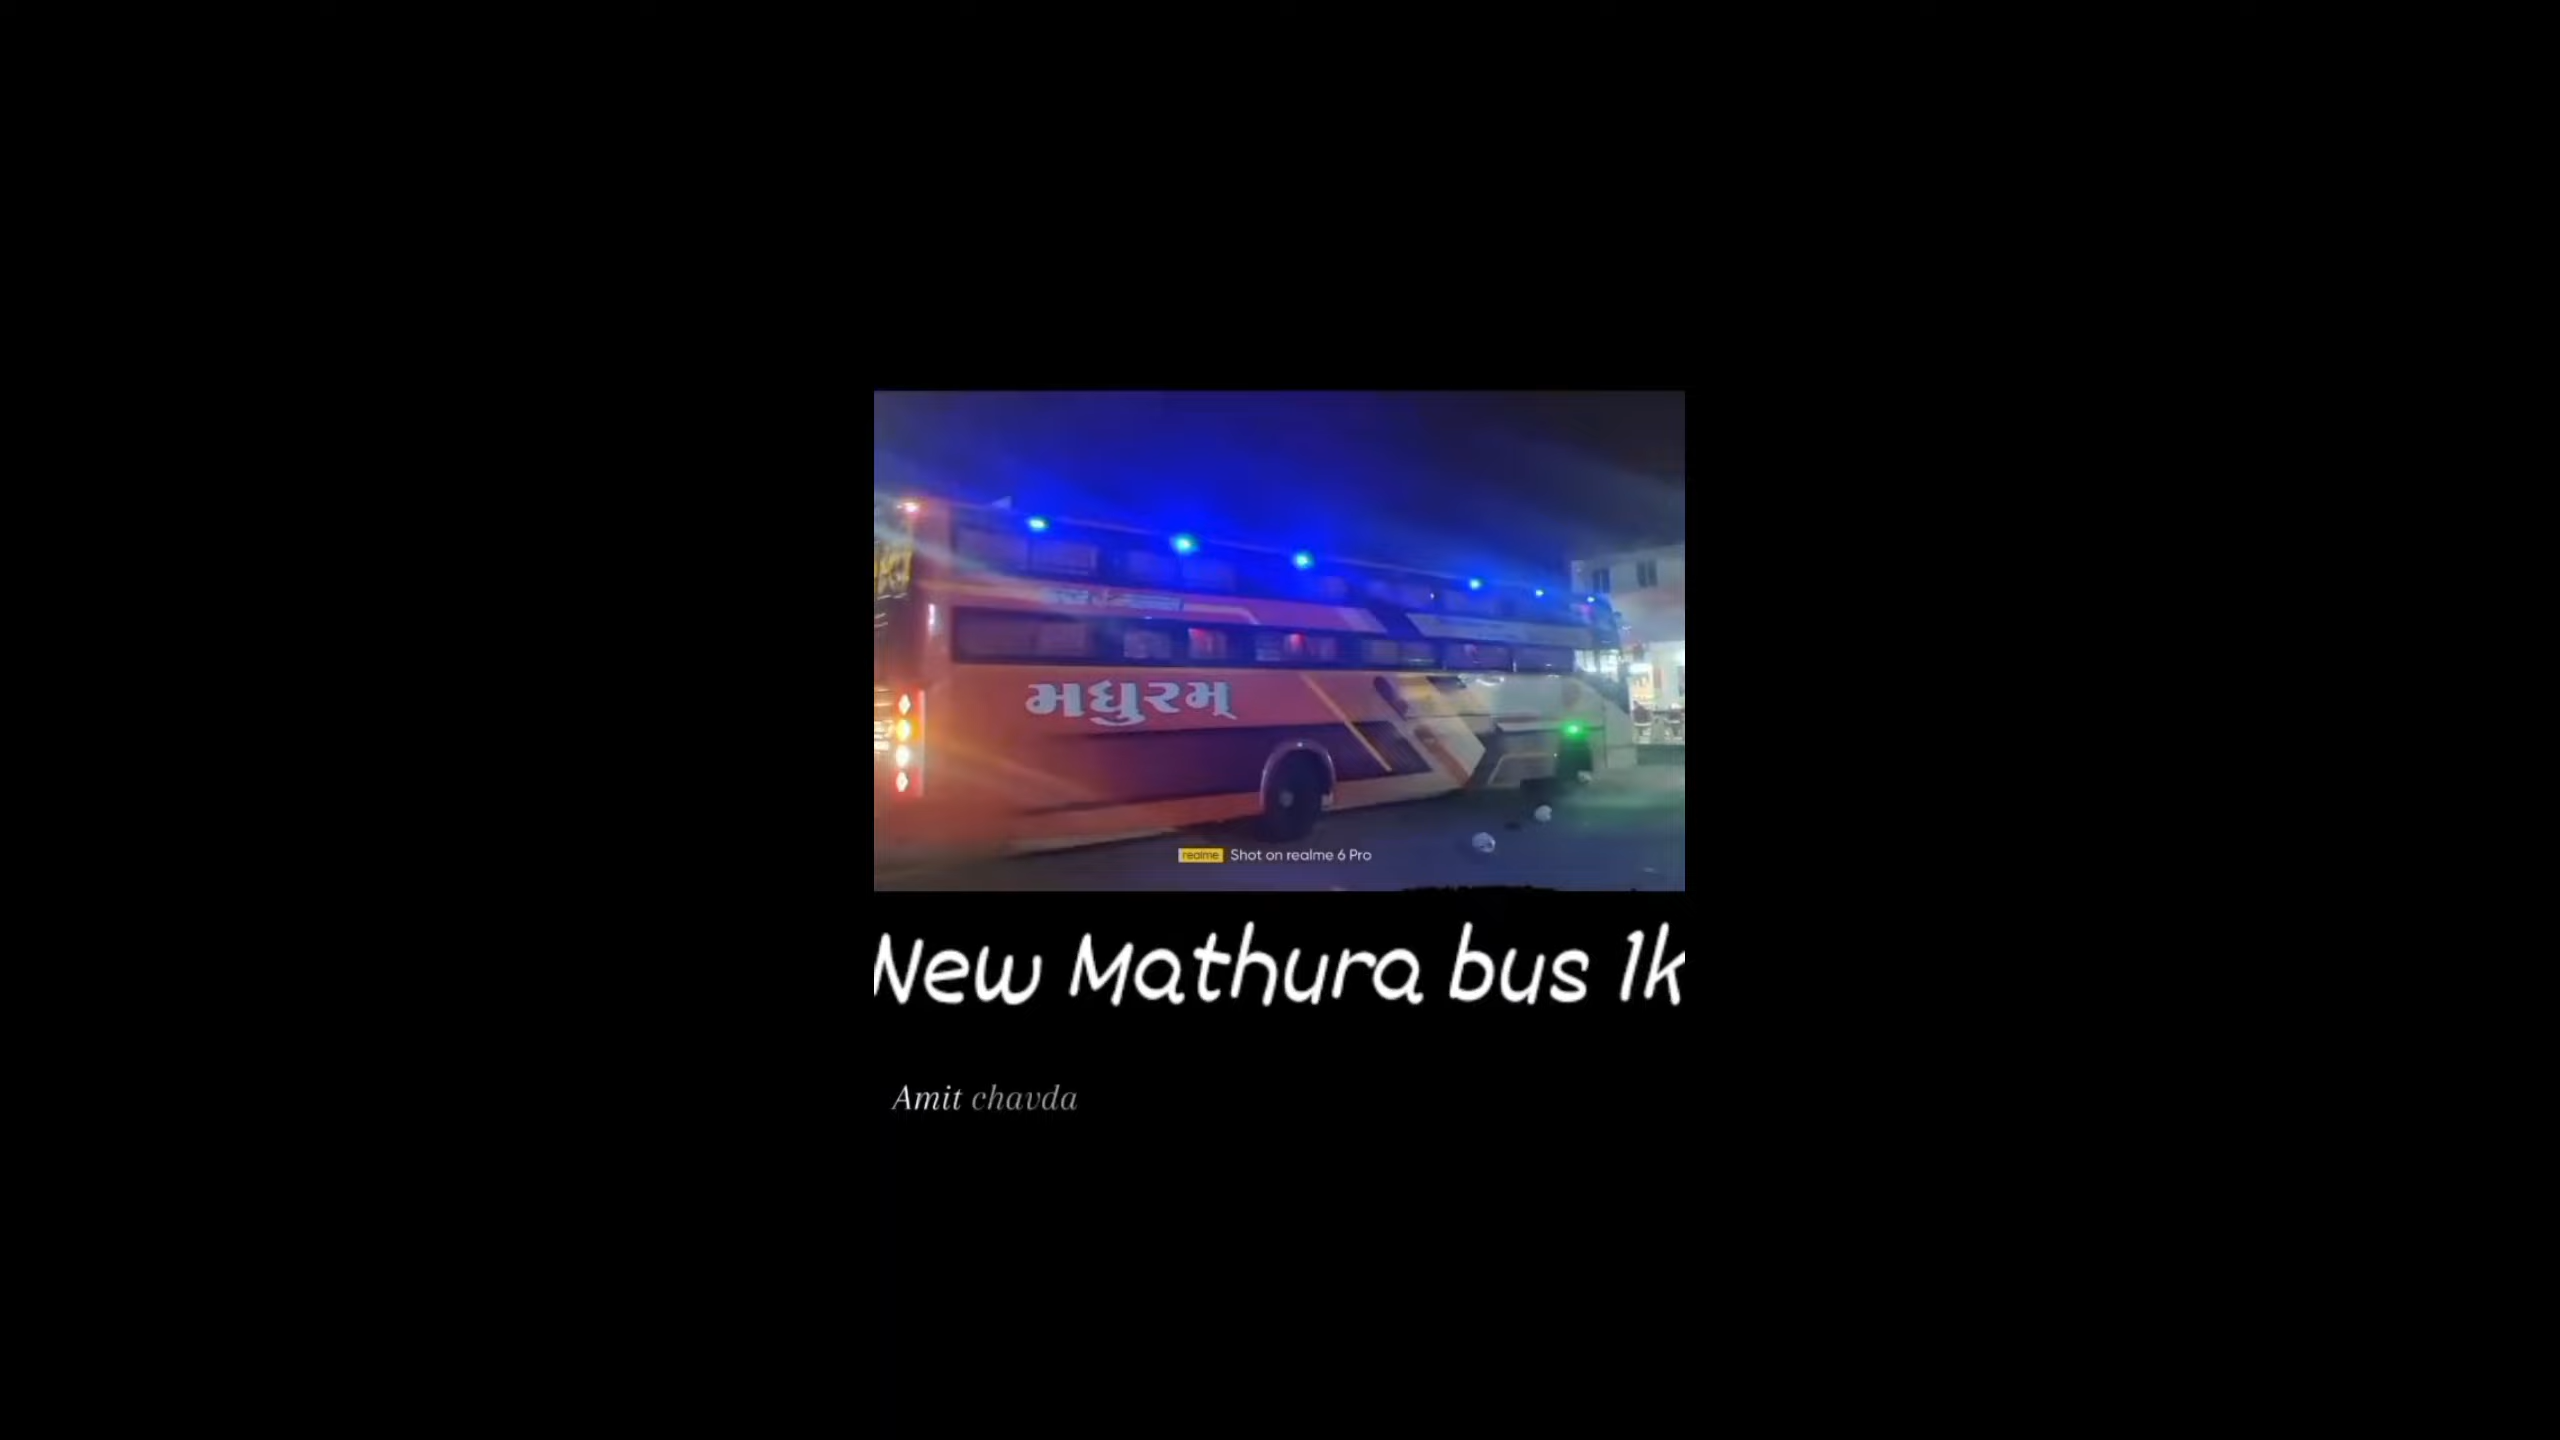 મધુરમ્
realme Shot on realme 6 Pro
New Mathura bus 1k
Amit chavda